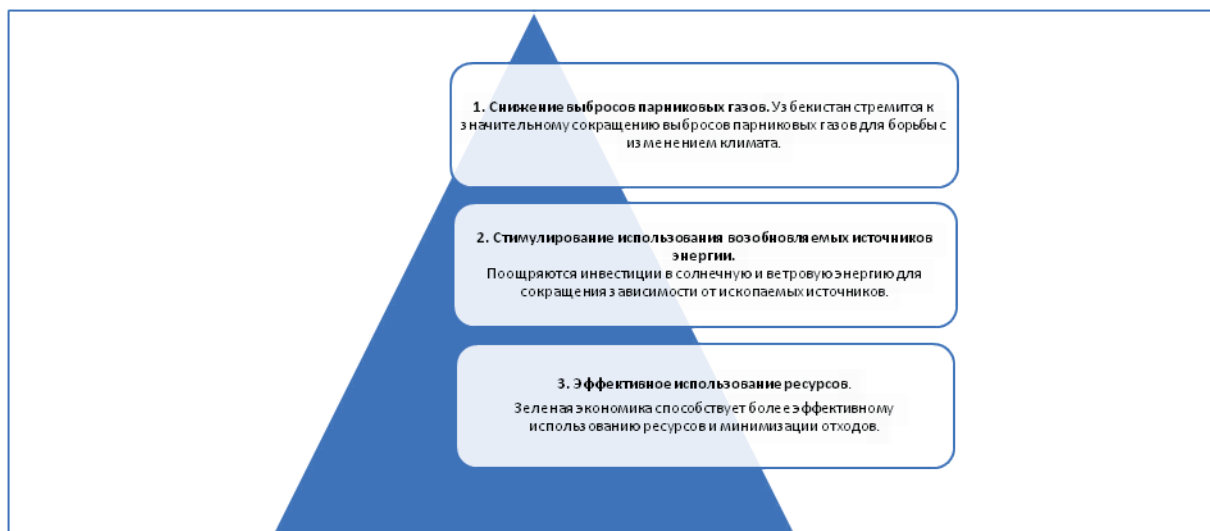 1. Снижение выбросов парниковых газов. Узбекистан стремится к
значительному сокращению выбросов парниковых газов для борьбы с
изменением климата.
2. Стимулирование использования возобновляемых источников
энергии.
Поощряются инвестиции в солнечную и ветровую энергию для
сокращения зависимости от ископаемых источников.
3. Эффективное использование ресурсов.
Зеленая экономика способствует более эффективному
использованию ресурсов и минимизации отходов.